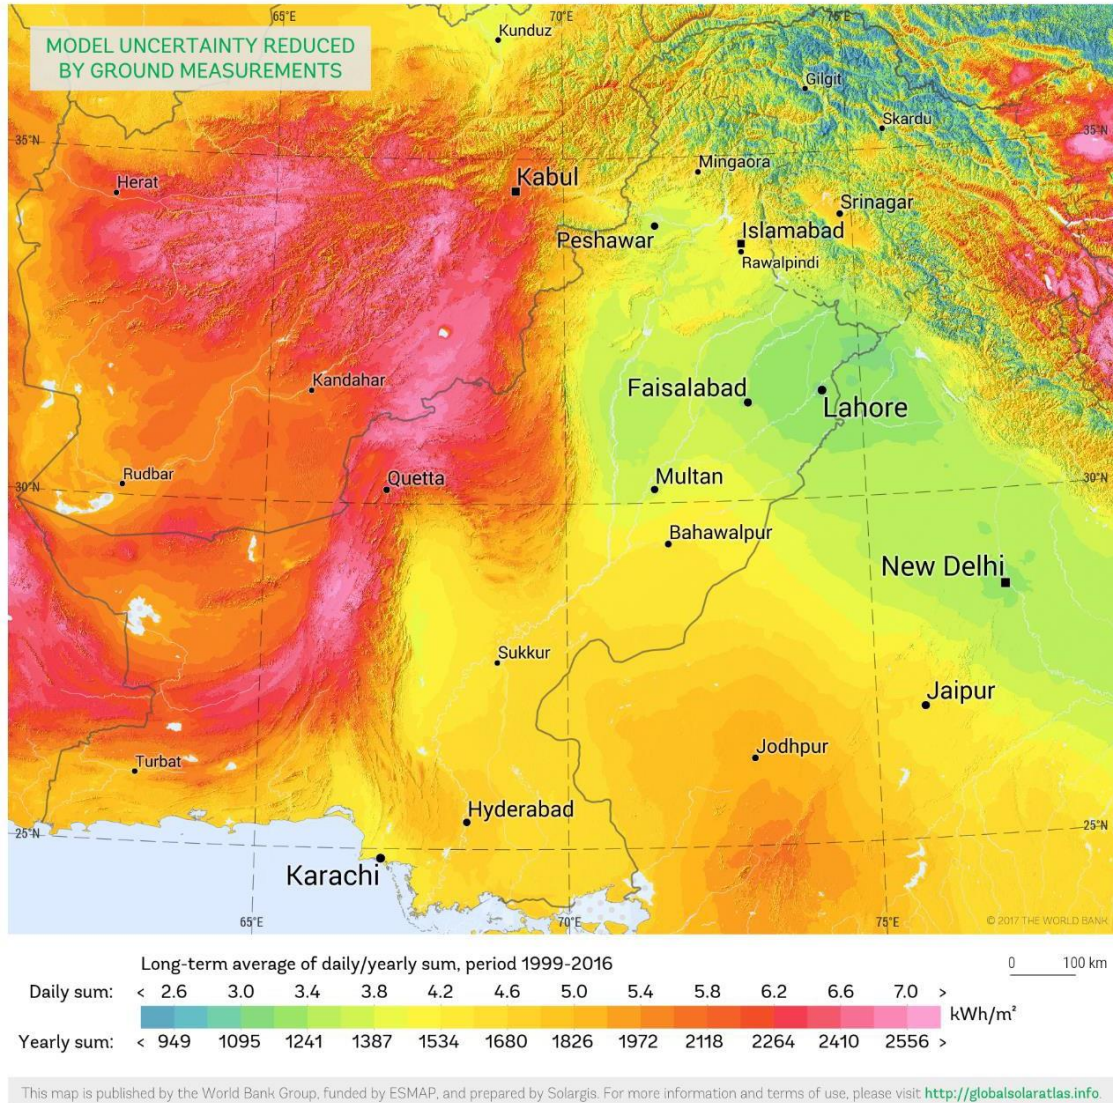 MODEL UNCERTAINTY REDUCED
BY GROUND MEASUREMENTS
65°E
70°E
75°E
Kunduz
Gilgit
Skardu
35°N
35°N
Mingaora
Herat
Kabul
Srinagar
Peshawar
Islamabad
Rawalpindi
Kandahar
Faisalabad
Lahore
Rudbar
Quetta
Multan
30°N
30°N
Bahawalpur
New Delhi
Sukkur
Jaipur
Jodhpur
Turbat
Hyderabad
25°N
25°N
Karachi
65°E
70°E
75°E
© 2017 THE WORLD BANK
Long-term average of daily/yearly sum, period 1999-2016
0 100 km
Daily sum: < 2.6 3.0 3.4 3.8 4.2 4.6 5.0 5.4 5.8 6.2 6.6 7.0 >
kWh/m²
Yearly sum: < 949 1095 1241 1387 1534 1680 1826 1972 2118 2264 2410 2556 >
This map is published by the World Bank Group, funded by ESMAP, and prepared by Solargis. For more information and terms of use, please visit http://globalsolaratlas.info.